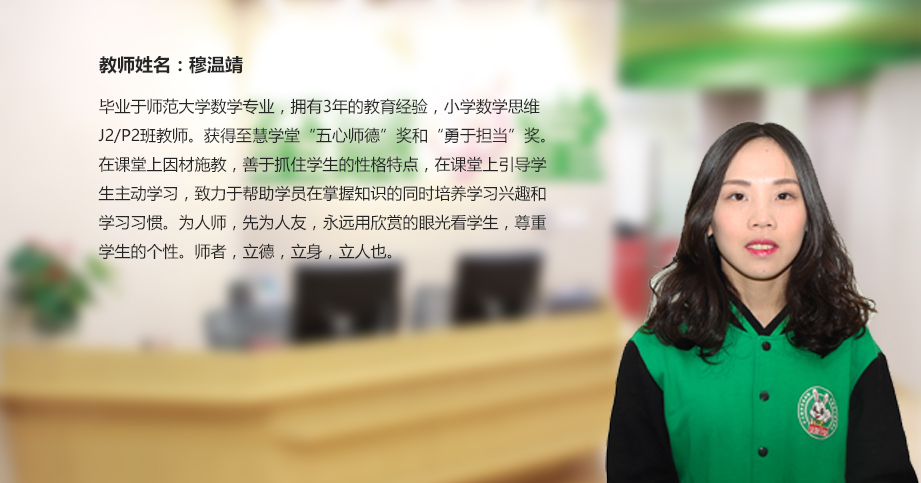 教师姓名：穆温靖
毕业于师范大学数学专业，拥有3年的教育经验，小学数学思维
J2/P2班教师。获得至慧学堂“五心师德”奖和“勇于担当”奖。
在课堂上因材施教，善于抓住学生的性格特点，在课堂上引导学
生主动学习，致力于帮助学员在掌握知识的同时培养学习兴趣和
学习习惯。为人师，先为人友，永远用欣赏的眼光看学生，尊重
学生的个性。师者，立德，立身，立人也。